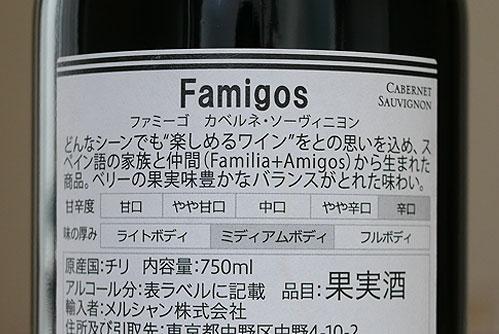 Famigos
CABERNET
SAUVIGNON
ファミーゴ カベルネ・ソーヴィニヨン
どんなシーンでも“楽しめるワイン”をとの思いを込め、ス
ペイン語の家族と仲間（Familia+Amigos）から生まれた
商品。ベリーの果実味豊かなバランスがとれた味わい。
甘辛度 甘口 やや甘口 中口 やや辛口 辛口
味の厚み ライトボディ ミディアムボディ フルボディ
原産国：チリ 内容量：750ml
アルコール分：表ラベルに記載 品目：果実酒
輸入者：メルシャン株式会社
住所及び引取先：東京都中野区中野4-10-2